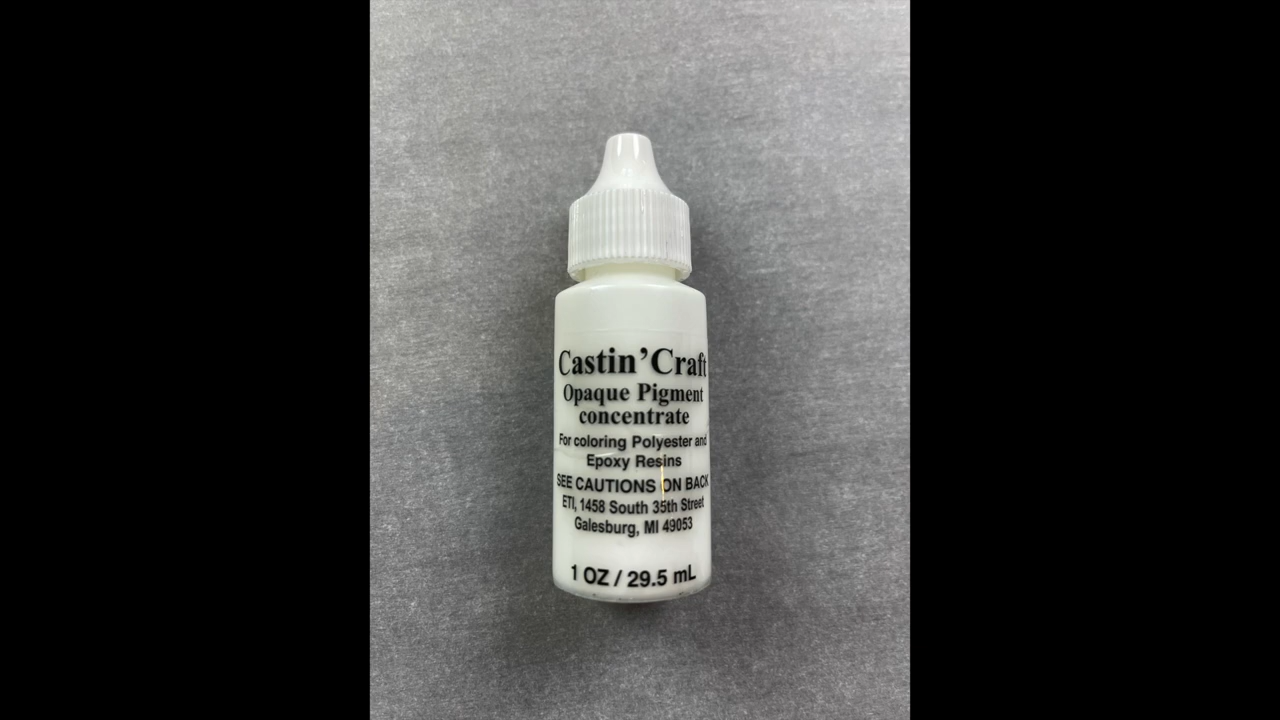 Castin'Craft
Opaque Pigment
concentrate
For coloring Polyester and
Epoxy Resins
SEE CAUTIONS ON BACK
ETI, 1458 South 35th Street
Galesburg, MI 49053
1 OZ / 29.5 mL